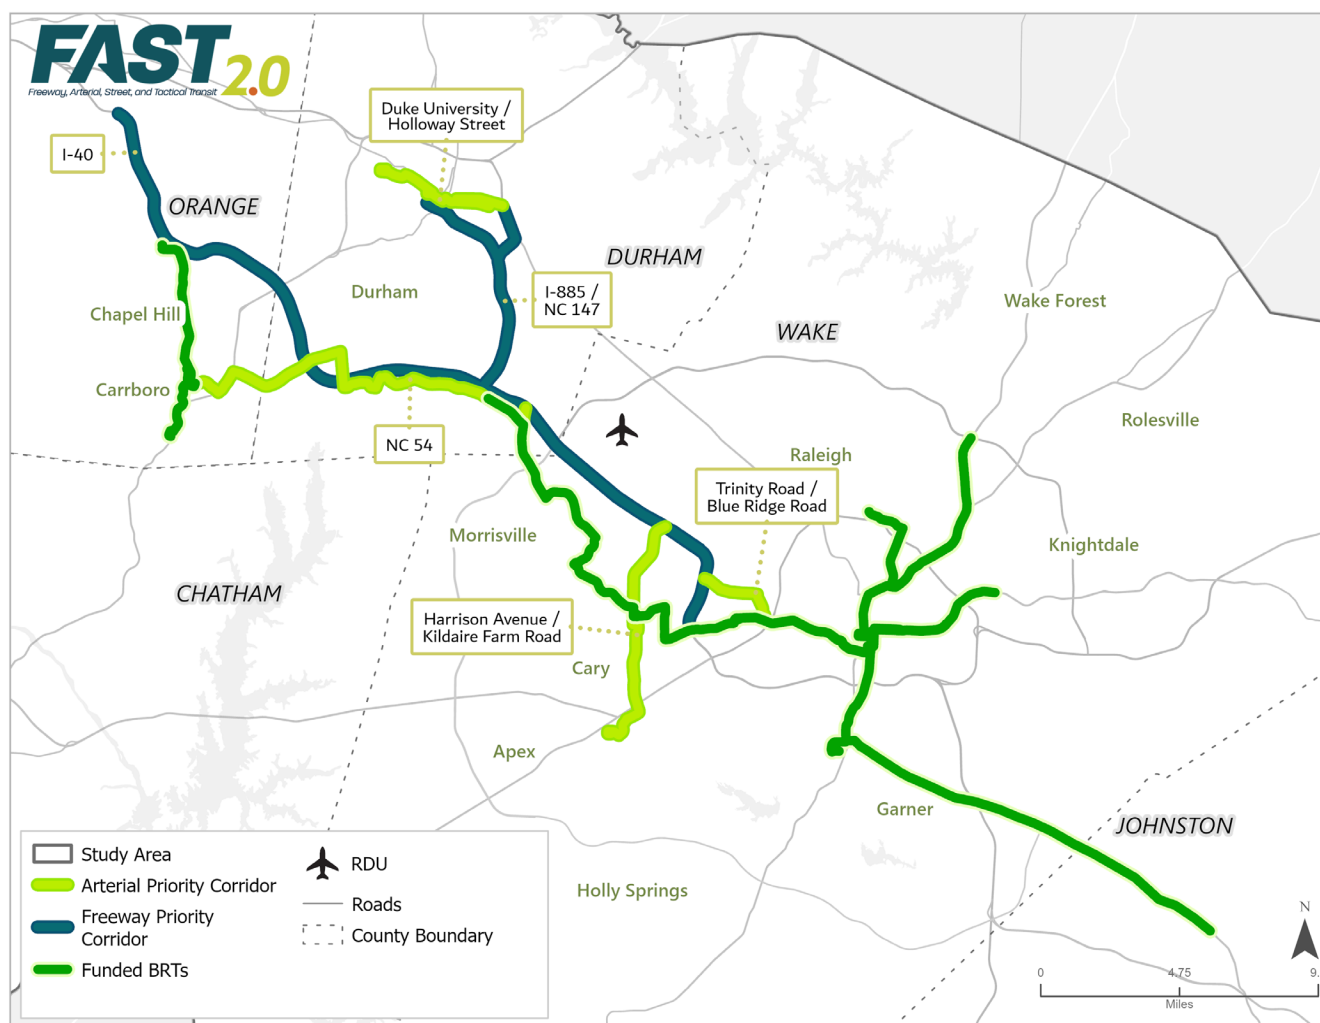 FAST 2.0
Freeway, Arterial, Street, and Tactical Transit
Duke University /
Holloway Street
I-40
ORANGE
DURHAM
Durham
I-885 /
NC 147
Chapel Hill
Wake Forest
WAKE
Carrboro
Rolesville
NC 54
Raleigh
Trinity Road /
Blue Ridge Road
Morrisville
Knightdale
CHATHAM
Harrison Avenue /
Kildaire Farm Road
Cary
Apex
Garner
JOHNSTON
Holly Springs
Study Area
Arterial Priority Corridor
Freeway Priority
Corridor
Funded BRTs
RDU
Roads
County Boundary
N
0 4.75 9.
Miles